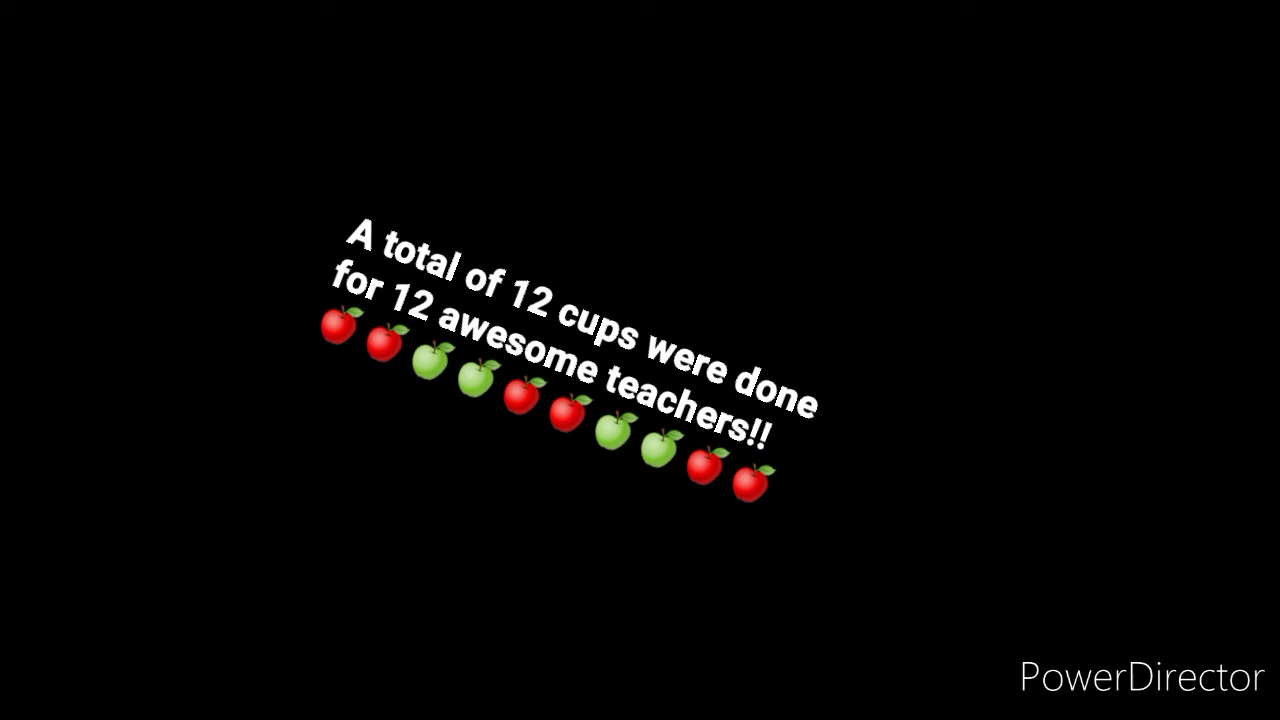 A total of 12 cups were done
for 12 awesome teachers!!
🍎🍎🍏🍏🍎🍎🍏🍏🍎🍎
PowerDirector